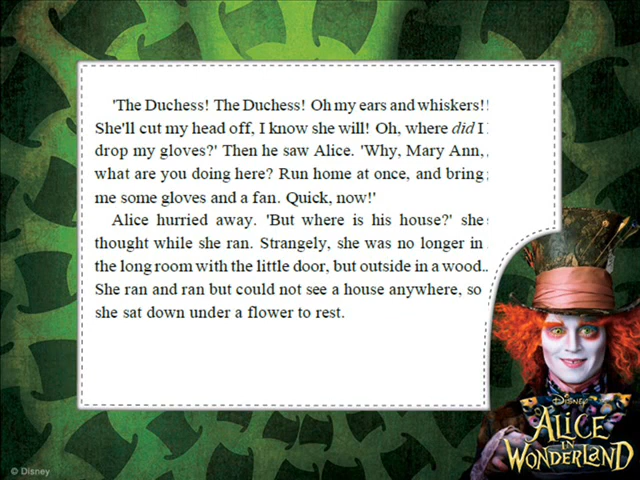 'The Duchess! The Duchess! Oh my ears and whiskers!
She'll cut my head off, I know she will! Oh, where did I
drop my gloves?' Then he saw Alice. 'Why, Mary Ann,
what are you doing here? Run home at once, and bring
me some gloves and a fan. Quick, now!'
Alice hurried away. 'But where is his house?' she
thought while she ran. Strangely, she was no longer in
the long room with the little door, but outside in a wood.
She ran and ran but could not see a house anywhere, so
she sat down under a flower to rest.
DISNEY
ALICE
IN
WONDERLAND
© Disney